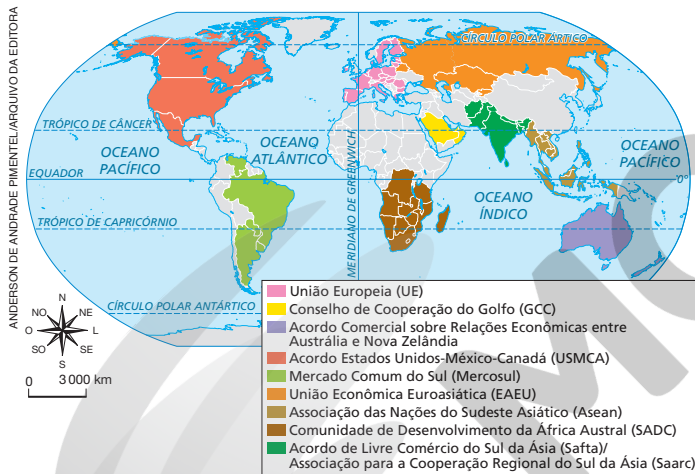 ANDERSON DE ANDRADE PIMENTEL/ARQUIVO DA EDITORA
CÍRCULO POLAR ÁRTICO
TRÓPICO DE CÂNCER
OCEANO
PACÍFICO
OCEANO
ATLÂNTICO
OCEANO
PACÍFICO
EQUADOR
0°
OCEANO
ÍNDICO
MERIDIANO DE GREENWICH
TRÓPICO DE CAPRICÓRNIO
CÍRCULO POLAR ANTÁRTICO
0°
N
NO
NE
O
L
SO
SE
S
0
3 000 km
União Europeia (UE)
Conselho de Cooperação do Golfo (GCC)
Acordo Comercial sobre Relações Econômicas entre
Austrália e Nova Zelândia
Acordo Estados Unidos-México-Canadá (USMCA)
Mercado Comum do Sul (Mercosul)
União Econômica Euroasiática (EAEU)
Associação das Nações do Sudeste Asiático (Asean)
Comunidade de Desenvolvimento da África Austral (SADC)
Acordo de Livre Comércio do Sul da Ásia (Safta)/
Associação para a Cooperação Regional do Sul da Ásia (Saarc)